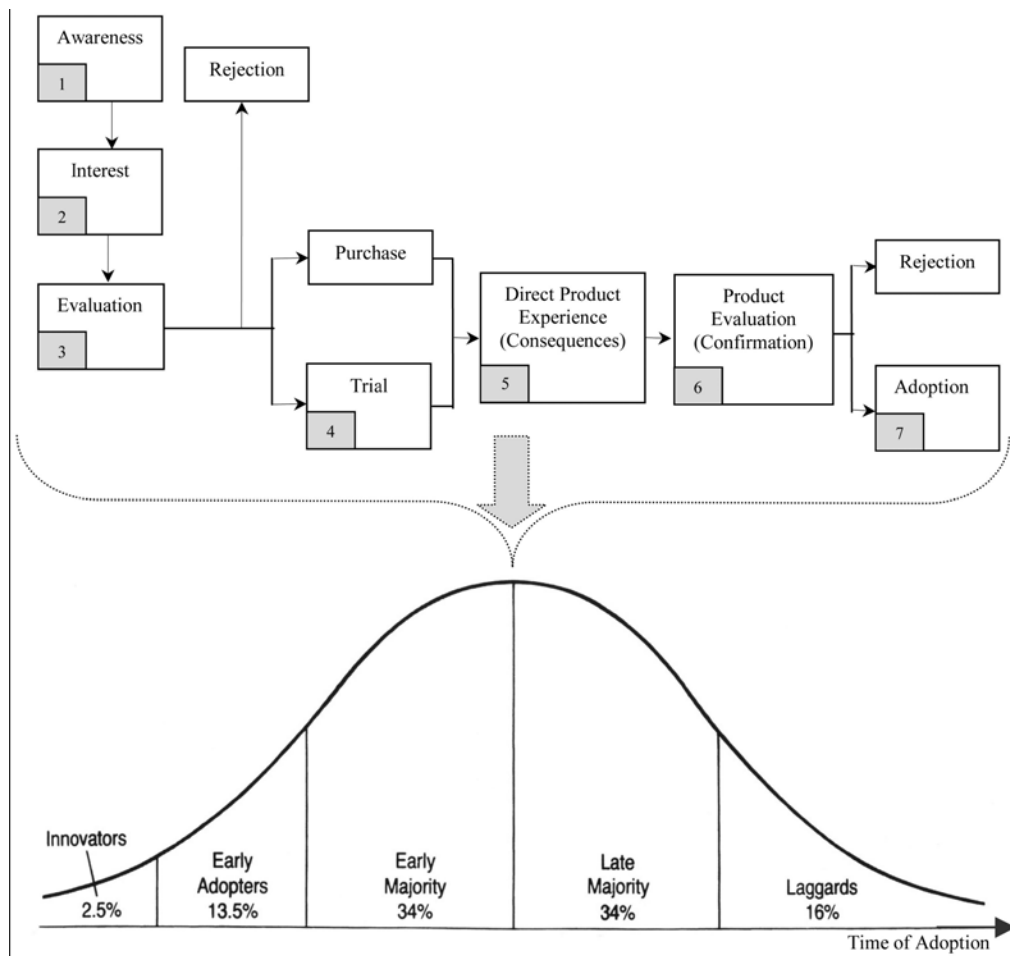 Awareness
1
Rejection
Interest
2
Evaluation
3
Purchase
Trial
4
Direct Product
Experience
(Consequences)
5
Product
Evaluation
(Confirmation)
6
Rejection
Adoption
7
Innovators
2.5%
Early
Adopters
13.5%
Early
Majority
34%
Late
Majority
34%
Laggards
16%
Time of Adoption